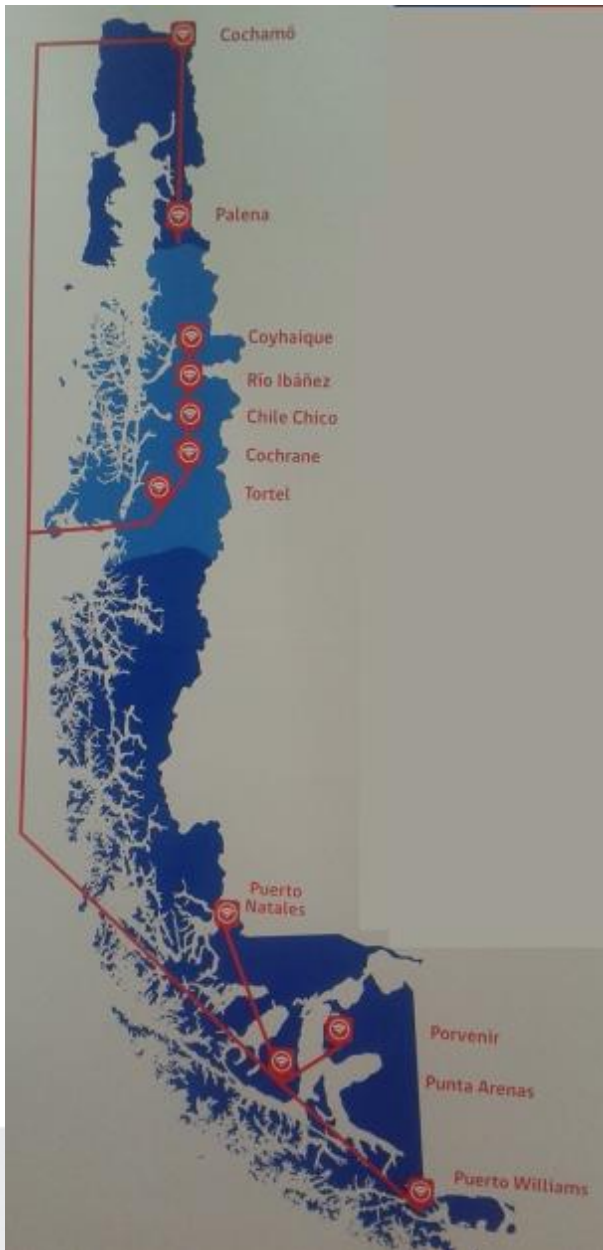 Cochamó
Palena
Coyhaique
Río Ibáñez
Chile Chico
Cochrane
Tortel
Puerto
Natales
Porvenir
Punta Arenas
Puerto Williams